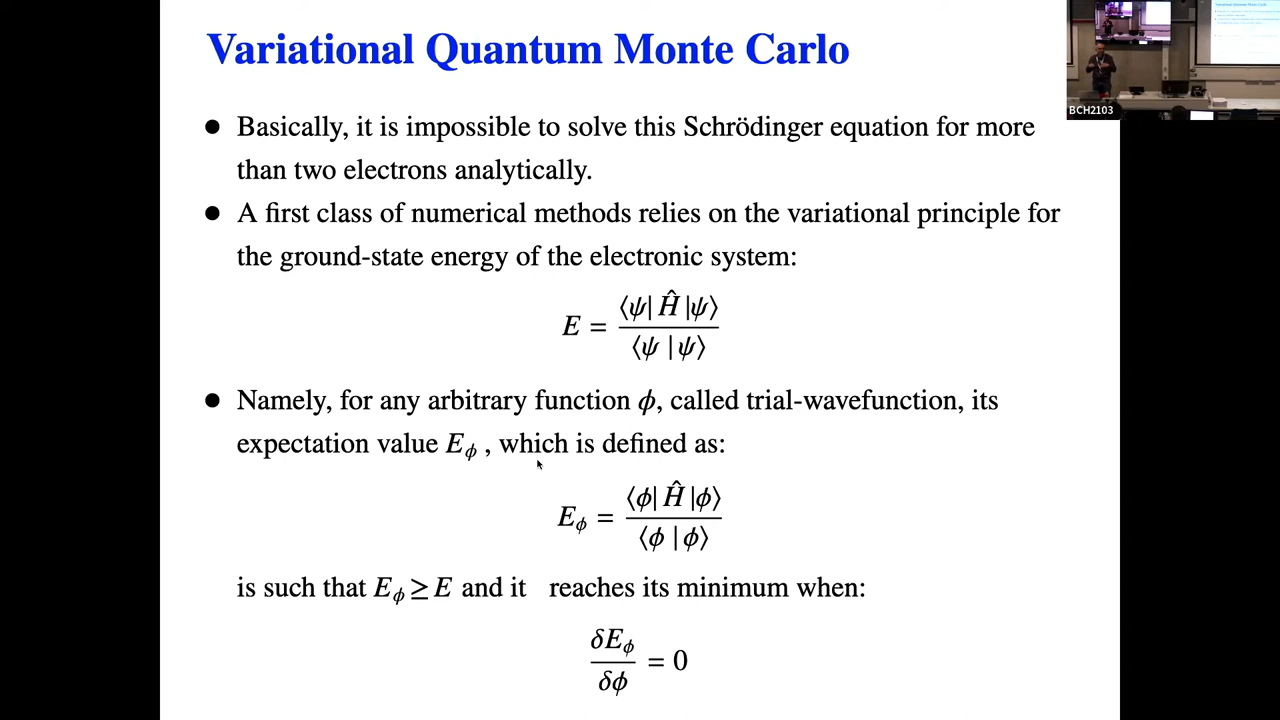 Variational Quantum Monte Carlo
● Basically, it is impossible to solve this Schrödinger equation for more
than two electrons analytically.
● A first class of numerical methods relies on the variational principle for
the ground-state energy of the electronic system:
E = ⟨ψ| Ĥ |ψ⟩ / ⟨ψ | ψ⟩
● Namely, for any arbitrary function ϕ, called trial-wavefunction, its
expectation value E_ϕ , which is defined as:
E_ϕ = ⟨ϕ| Ĥ |ϕ⟩ / ⟨ϕ | ϕ⟩
is such that E_ϕ ≥ E and it reaches its minimum when:
δE_ϕ / δϕ = 0
BCH2103